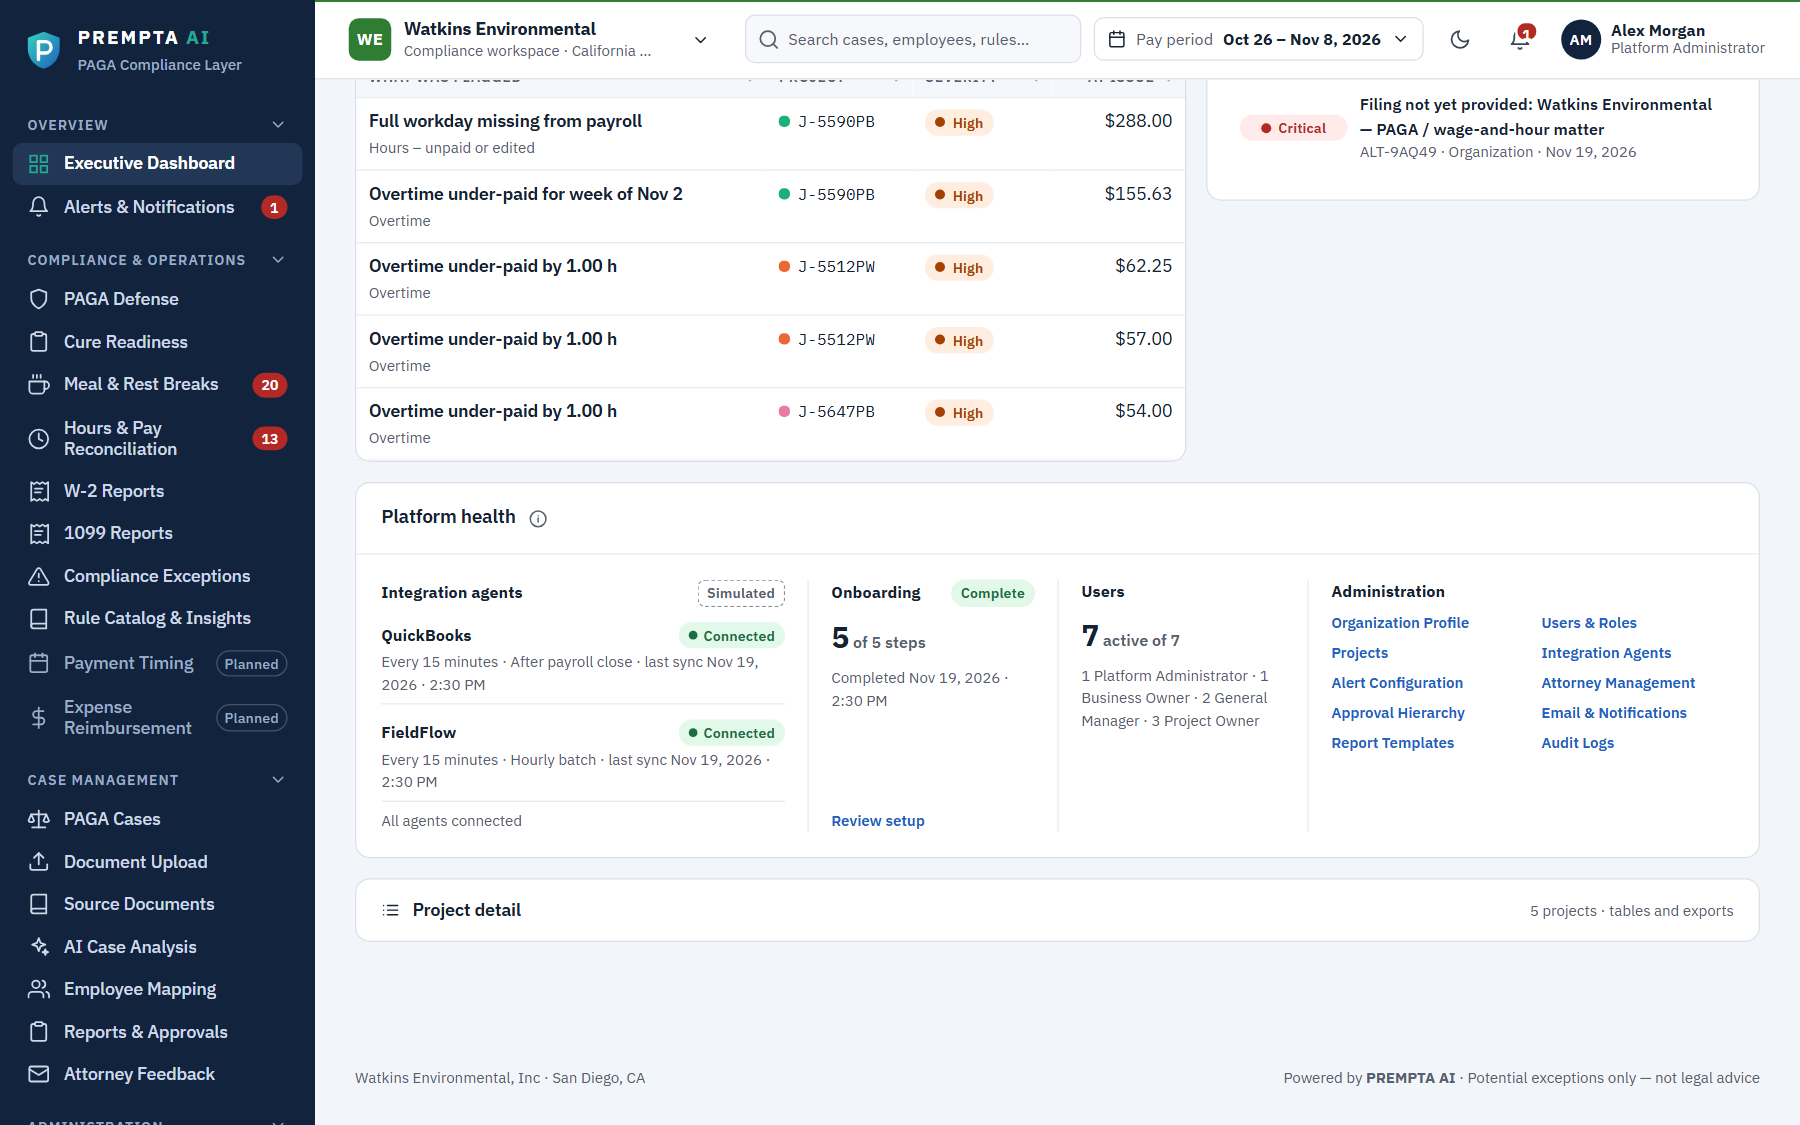 PREMPTA AI
PAGA Compliance Layer
OVERVIEW
Executive Dashboard
Alerts & Notifications
1
COMPLIANCE & OPERATIONS
PAGA Defense
Cure Readiness
Meal & Rest Breaks
20
Hours & Pay
Reconciliation
13
W-2 Reports
1099 Reports
Compliance Exceptions
Rule Catalog & Insights
Payment Timing
Planned
Expense
Reimbursement
Planned
CASE MANAGEMENT
PAGA Cases
Document Upload
Source Documents
AI Case Analysis
Employee Mapping
Reports & Approvals
Attorney Feedback
ADMINISTRATION
WE
Watkins Environmental
Compliance workspace · California ...
Search cases, employees, rules...
Pay period Oct 26 – Nov 8, 2026
1
AM
Alex Morgan
Platform Administrator
WHAT WAS FLAGGED PROJECT SEVERITY AT ISSUE
Full workday missing from payroll J-5590PB High $288.00
Hours – unpaid or edited
Overtime under-paid for week of Nov 2 J-5590PB High $155.63
Overtime
Overtime under-paid by 1.00 h J-5512PW High $62.25
Overtime
Overtime under-paid by 1.00 h J-5512PW High $57.00
Overtime
Overtime under-paid by 1.00 h J-5647PB High $54.00
Overtime
Critical
Filing not yet provided: Watkins Environmental
— PAGA / wage-and-hour matter
ALT-9AQ49 · Organization · Nov 19, 2026
Platform health
Integration agents Simulated
QuickBooks Connected
Every 15 minutes · After payroll close · last sync Nov 19,
2026 · 2:30 PM
FieldFlow Connected
Every 15 minutes · Hourly batch · last sync Nov 19, 2026 ·
2:30 PM
All agents connected
Onboarding Complete
5 of 5 steps
Completed Nov 19, 2026 ·
2:30 PM
Review setup
Users
7 active of 7
1 Platform Administrator · 1
Business Owner · 2 General
Manager · 3 Project Owner
Administration
Organization Profile Users & Roles
Projects Integration Agents
Alert Configuration Attorney Management
Approval Hierarchy Email & Notifications
Report Templates Audit Logs
Project detail
5 projects · tables and exports
Watkins Environmental, Inc · San Diego, CA
Powered by PREMPTA AI · Potential exceptions only — not legal advice